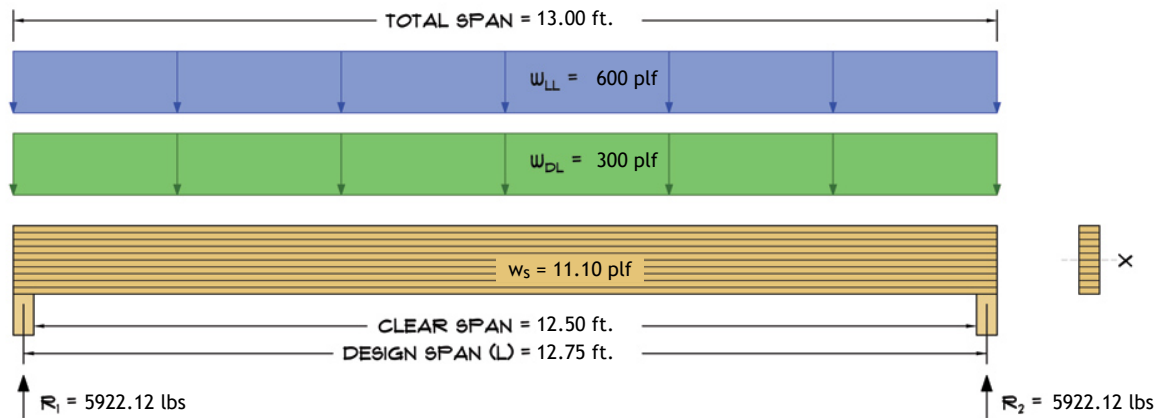 TOTAL SPAN = 13.00 ft.
wLL = 600 plf
wDL = 300 plf
ws = 11.10 plf
X
CLEAR SPAN = 12.50 ft.
DESIGN SPAN (L) = 12.75 ft.
R1 = 5922.12 lbs
R2 = 5922.12 lbs